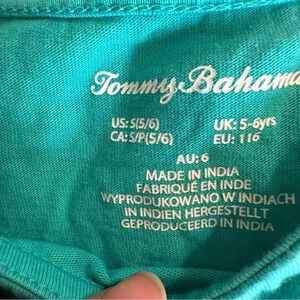 Tommy Bahama
US: S(5/6) UK: 5-6yrs
CA: S/P(5/6) EU: 116
AU: 6
MADE IN INDIA
FABRIQUÉ EN INDE
WYPRODUKOWANO W INDIACH
IN INDIEN HERGESTELLT
GEPRODUCEERD IN INDIA